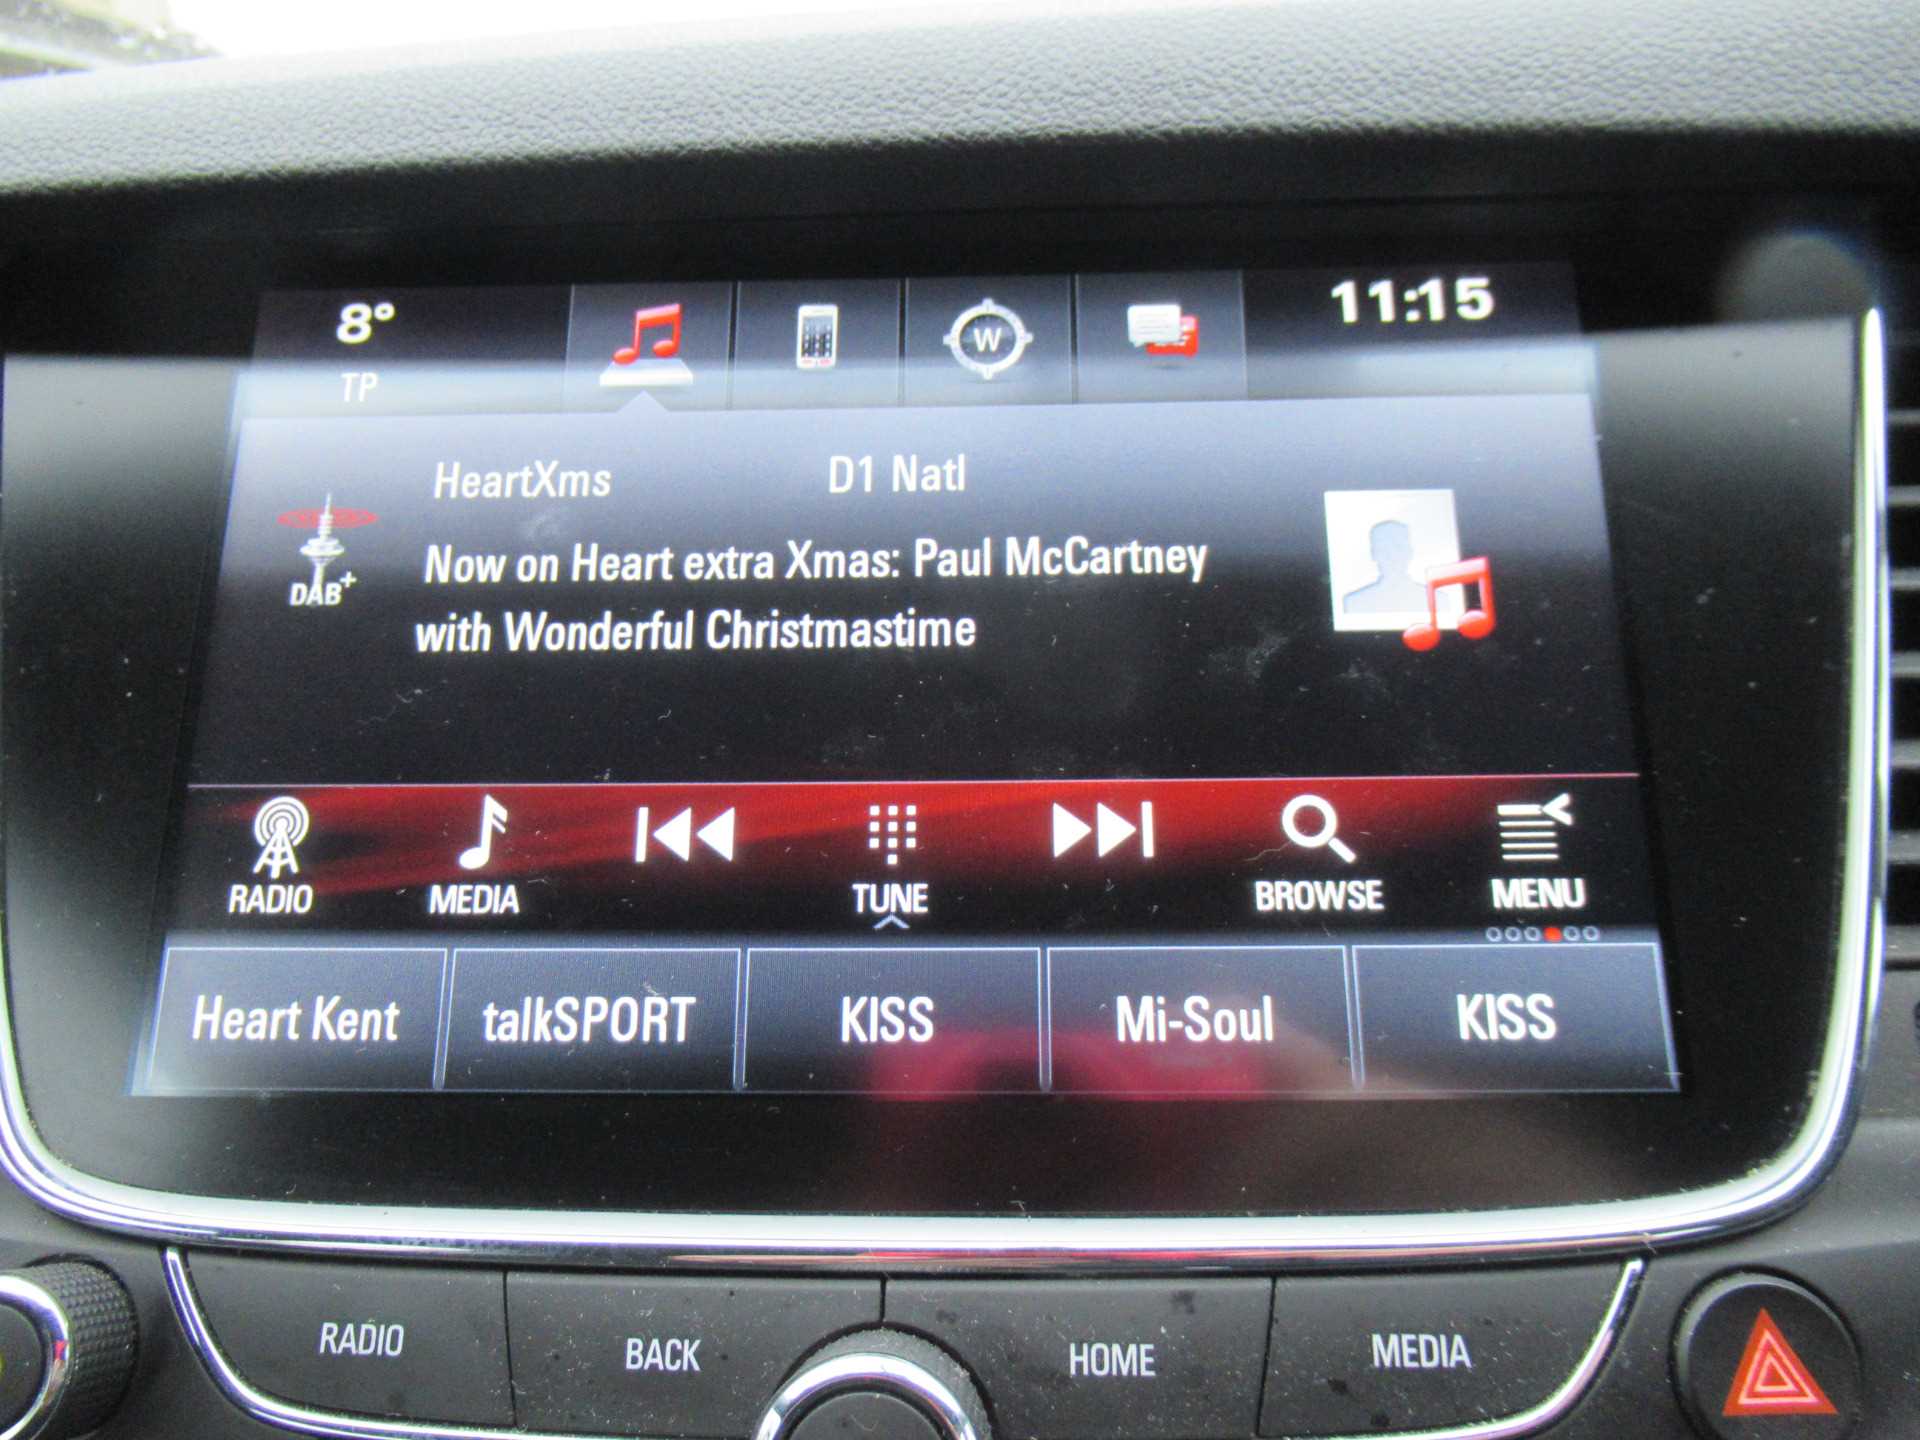 8°
11:15
TP
W
HeartXms
D1 Natl
DAB+
Now on Heart extra Xmas: Paul McCartney
with Wonderful Christmastime
RADIO
MEDIA
TUNE
BROWSE
MENU
Heart Kent
talkSPORT
KISS
Mi-Soul
KISS
RADIO
BACK
HOME
MEDIA